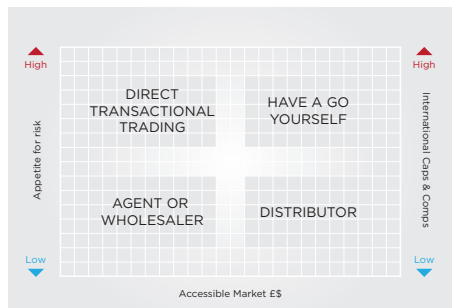 High
High
DIRECT
TRANSACTIONAL
TRADING
HAVE A GO
YOURSELF
Appetite for risk
International Caps & Comps
AGENT OR
WHOLESALER
DISTRIBUTOR
Low
Low
Accessible Market £$